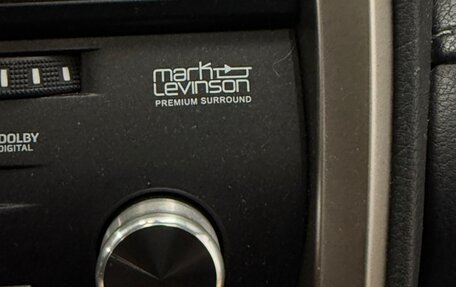 mark
Levinson
PREMIUM SURROUND
DOLBY
DIGITAL